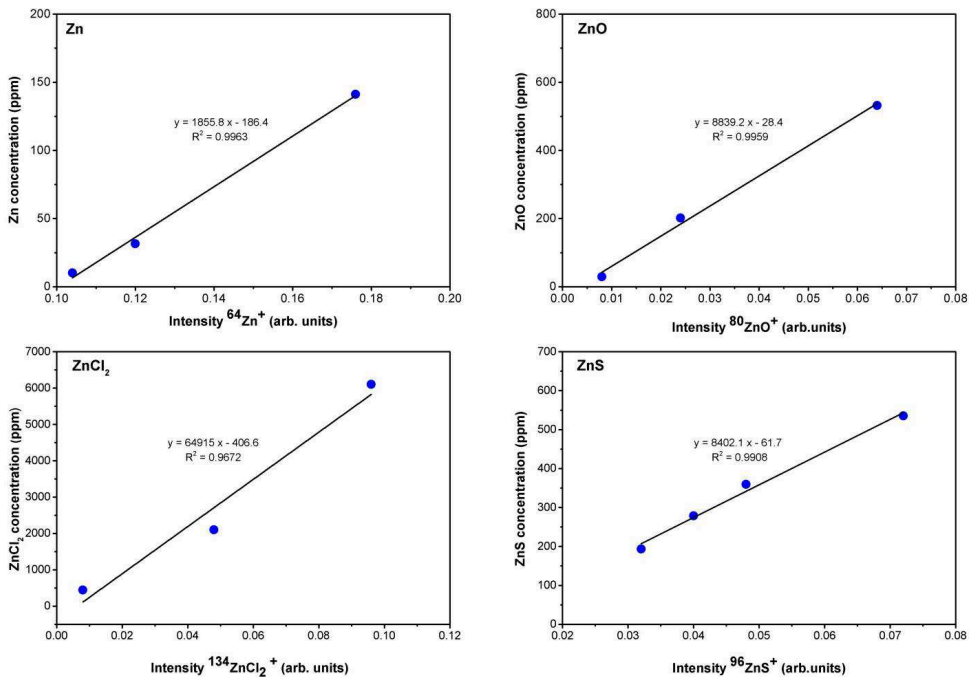 Zn
200
150
100
50
0
Zn concentration (ppm)
y = 1855.8 x - 186.4
R² = 0.9963
0.10 0.12 0.14 0.16 0.18 0.20
Intensity ⁶⁴Zn⁺ (arb. units)
ZnO
800
600
400
200
0
ZnO concentration (ppm)
y = 8839.2 x - 28.4
R² = 0.9959
0.00 0.01 0.02 0.03 0.04 0.05 0.06 0.07 0.08
Intensity ⁸⁰ZnO⁺ (arb.units)
ZnCl₂
7000
6000
5000
4000
3000
2000
1000
0
ZnCl₂ concentration (ppm)
y = 64915 x - 406.6
R² = 0.9672
0.00 0.02 0.04 0.06 0.08 0.10 0.12
Intensity ¹³⁴ZnCl₂⁺ (arb. units)
ZnS
700
600
500
400
300
200
100
0
ZnS concentration (ppm)
y = 8402.1 x - 61.7
R² = 0.9908
0.02 0.03 0.04 0.05 0.06 0.07 0.08
Intensity ⁹⁶ZnS⁺ (arb.units)